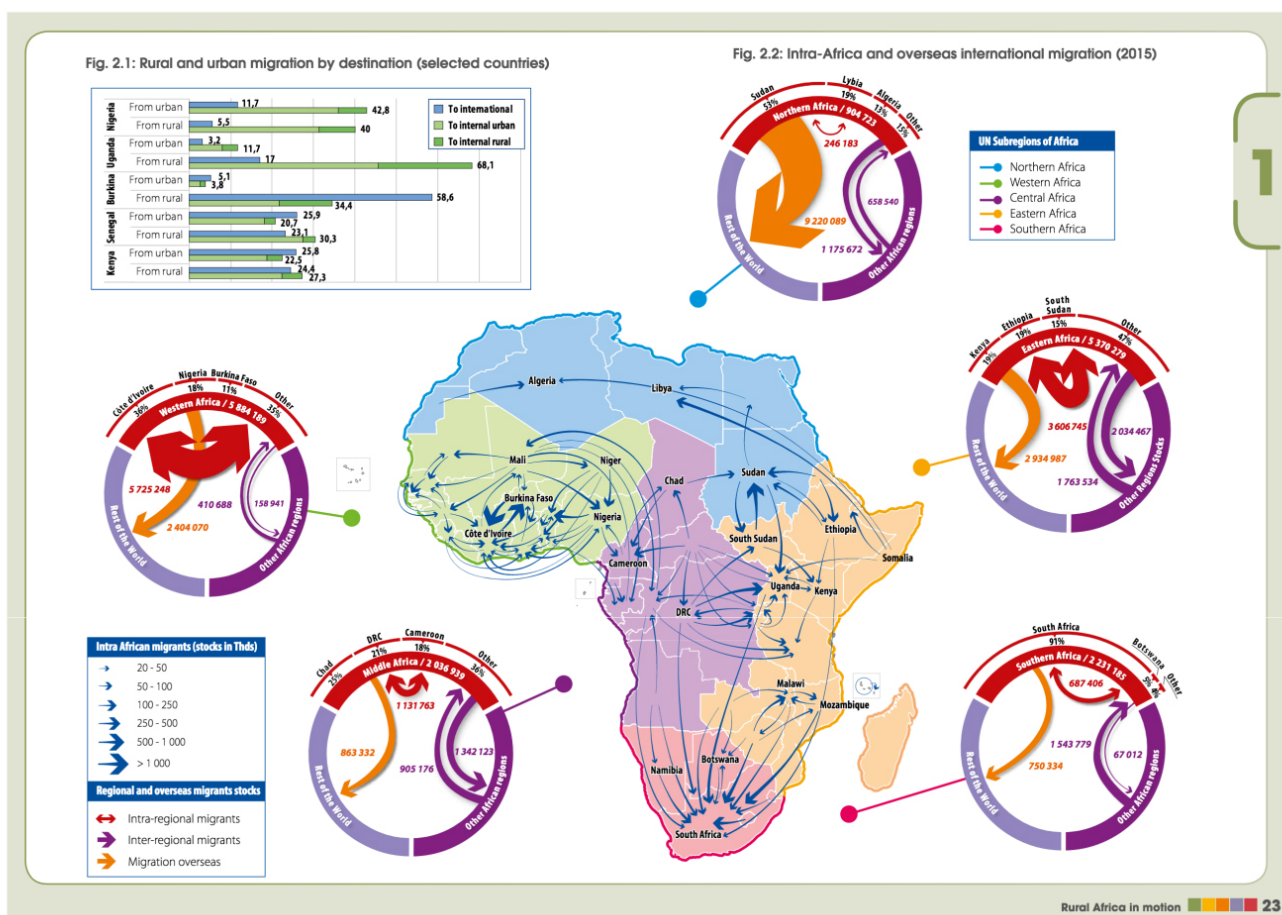 Fig. 2.1: Rural and urban migration by destination (selected countries)
Nigeria
From urban
11,7
42,8
From rural
5,5
40
Uganda
From urban
3,2
11,7
From rural
17
68,1
Burkina
From urban
5,1
3,8
From rural
58,6
34,4
Senegal
From urban
25,9
20,7
From rural
23,1
30,3
Kenya
From urban
25,8
22,5
From rural
24,4
27,3
To international
To internal urban
To internal rural
Fig. 2.2: Intra-Africa and overseas international migration (2015)
Sudan
53%
Lybia
19%
Algeria
13%
Other
15%
Northern Africa / 904 723
246 183
9 220 089
658 540
1 175 672
Rest of the World
Other African regions
UN Subregions of Africa
Northern Africa
Western Africa
Central Africa
Eastern Africa
Southern Africa
1
Kenya
19%
Ethiopia
19%
South
Sudan
15%
Other
47%
Eastern Africa / 5 370 279
3 606 745
2 034 467
2 934 987
1 763 534
Rest of the World
Other Regions Stocks
Côte d'Ivoire
36%
Nigeria
18%
Burkina Faso
11%
Other
35%
Western Africa / 5 884 189
5 725 248
410 688
158 941
2 404 070
Rest of the World
Other African regions
Algeria
Libya
Mali
Niger
Chad
Sudan
Burkina Faso
Nigeria
Côte d'Ivoire
South Sudan
Ethiopia
Cameroon
Somalia
Uganda
Kenya
DRC
Malawi
Mozambique
Namibia
Botswana
South Africa
Intra African migrants (stocks in Thds)
20 - 50
50 - 100
100 - 250
250 - 500
500 - 1 000
> 1 000
Regional and overseas migrants stocks
Intra-regional migrants
Inter-regional migrants
Migration overseas
Chad
25%
DRC
21%
Cameroon
18%
Other
36%
Middle Africa / 2 036 939
1 131 763
863 332
1 342 123
905 176
Rest of the World
Other African regions
South Africa
91%
Botswana
5%
Other
4%
Southern Africa / 2 231 185
687 406
1 543 779
67 012
750 334
Rest of the World
Other African regions
Rural Africa in motion
23